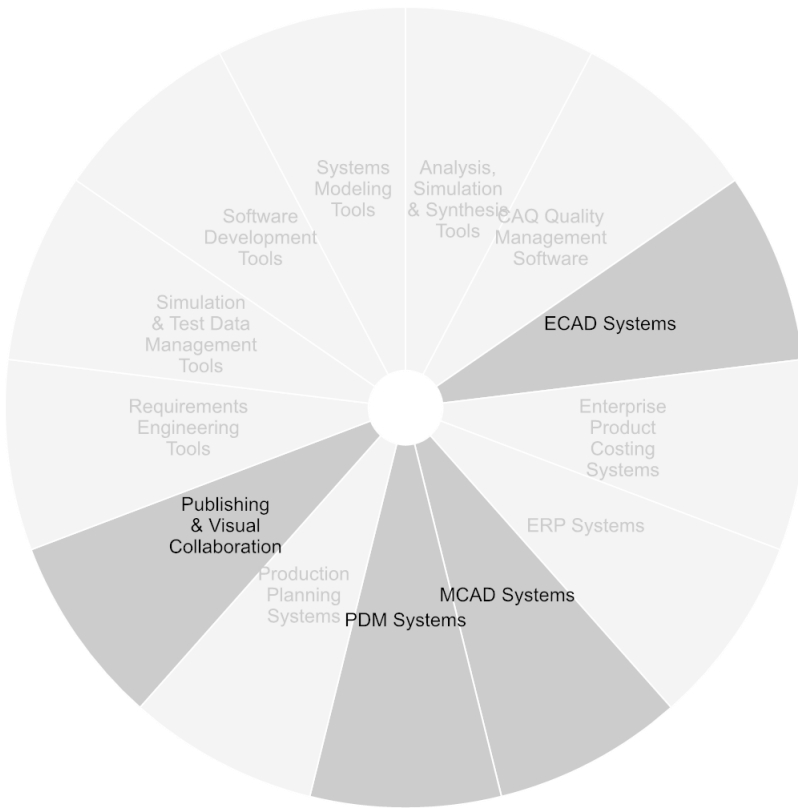 Systems
Modeling
Tools
Analysis,
Simulation
& Synthesis
Tools
CAQ Quality
Management
Software
ECAD Systems
Enterprise
Product
Costing
Systems
ERP Systems
MCAD Systems
PDM Systems
Production
Planning
Systems
Publishing
& Visual
Collaboration
Requirements
Engineering
Tools
Simulation
& Test Data
Management
Tools
Software
Development
Tools